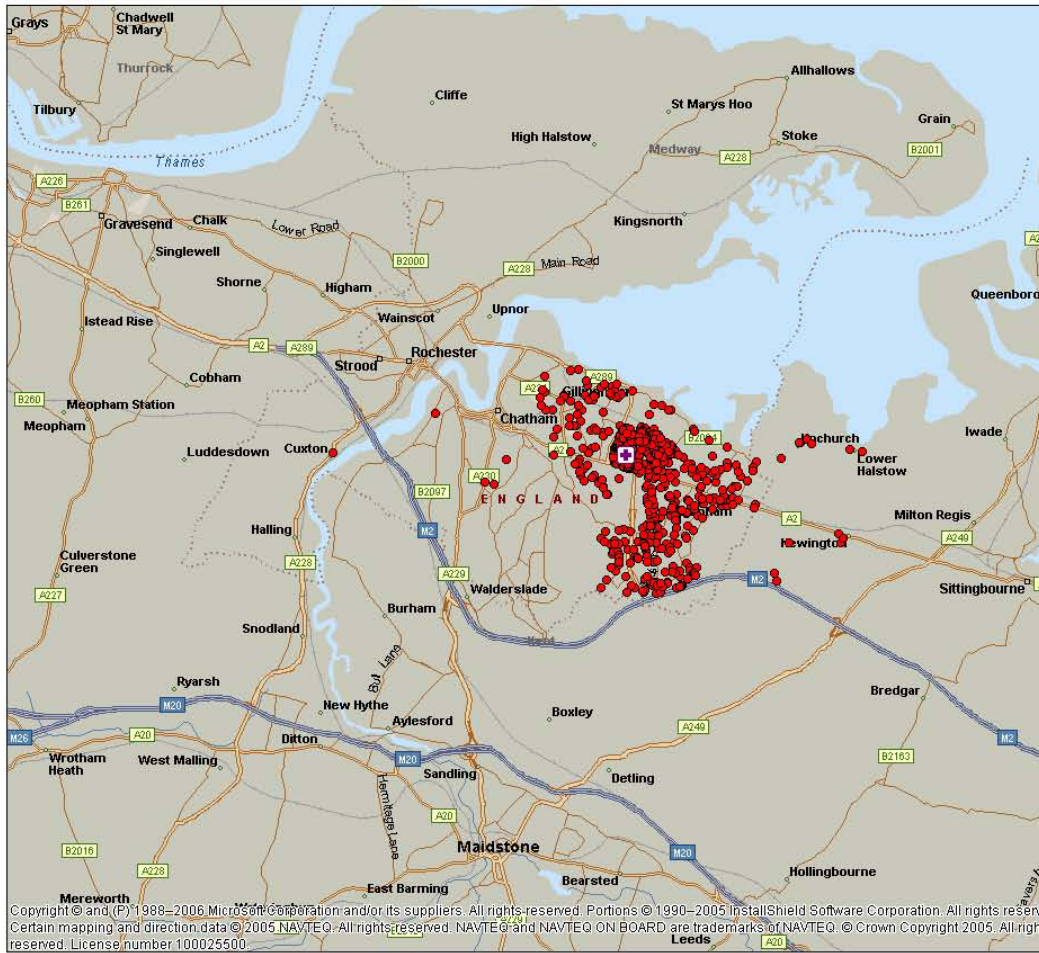 Grays
Chadwell
St Mary
Thurrock
Tilbury
Cliffe
Allhallows
St Marys Hoo
Grain
High Halstow
Stoke
Medway
A228
B2001
Thames
A226
B261
Gravesend
Chalk
Lower Road
Kingsnorth
Singlewell
B2000
A228
Main Road
Shorne
Higham
Queenboro
Istead Rise
Wainscot
Upnor
A2
A289
Strood
Rochester
Cobham
A289
B260
Meopham Station
Meopham
Chatham
Luddesdown
Cuxton
A2
B2004
Iwade
Lower
Halstow
A230
B2097
ENGLAND
M2
Halling
A2
Milton Regis
A249
Newington
Culverstone
Green
A228
A229
Walderslade
M2
Sittingbourne
A227
Burham
Snodland
Kent
Bull Lane
Ryarsh
M20
New Hythe
Aylesford
Boxley
Bredgar
A249
M2
M26
A20
Ditton
M20
Wrotham
Heath
West Malling
Sandling
Detling
B2163
Hermitage Lane
A20
Maidstone
B2016
M20
A228
Bearsted
Hollingbourne
Mereworth
East Barming
Copyright © and (P) 1988–2006 Microsoft Corporation and/or its suppliers. All rights reserved. Portions © 1990–2005 InstallShield Software Corporation. All rights reserv
Certain mapping and direction data © 2005 NAVTEQ. All rights reserved. NAVTEQ and NAVTEQ ON BOARD are trademarks of NAVTEQ. © Crown Copyright 2005. All righ
reserved. License number 100025500.
Leeds
A20